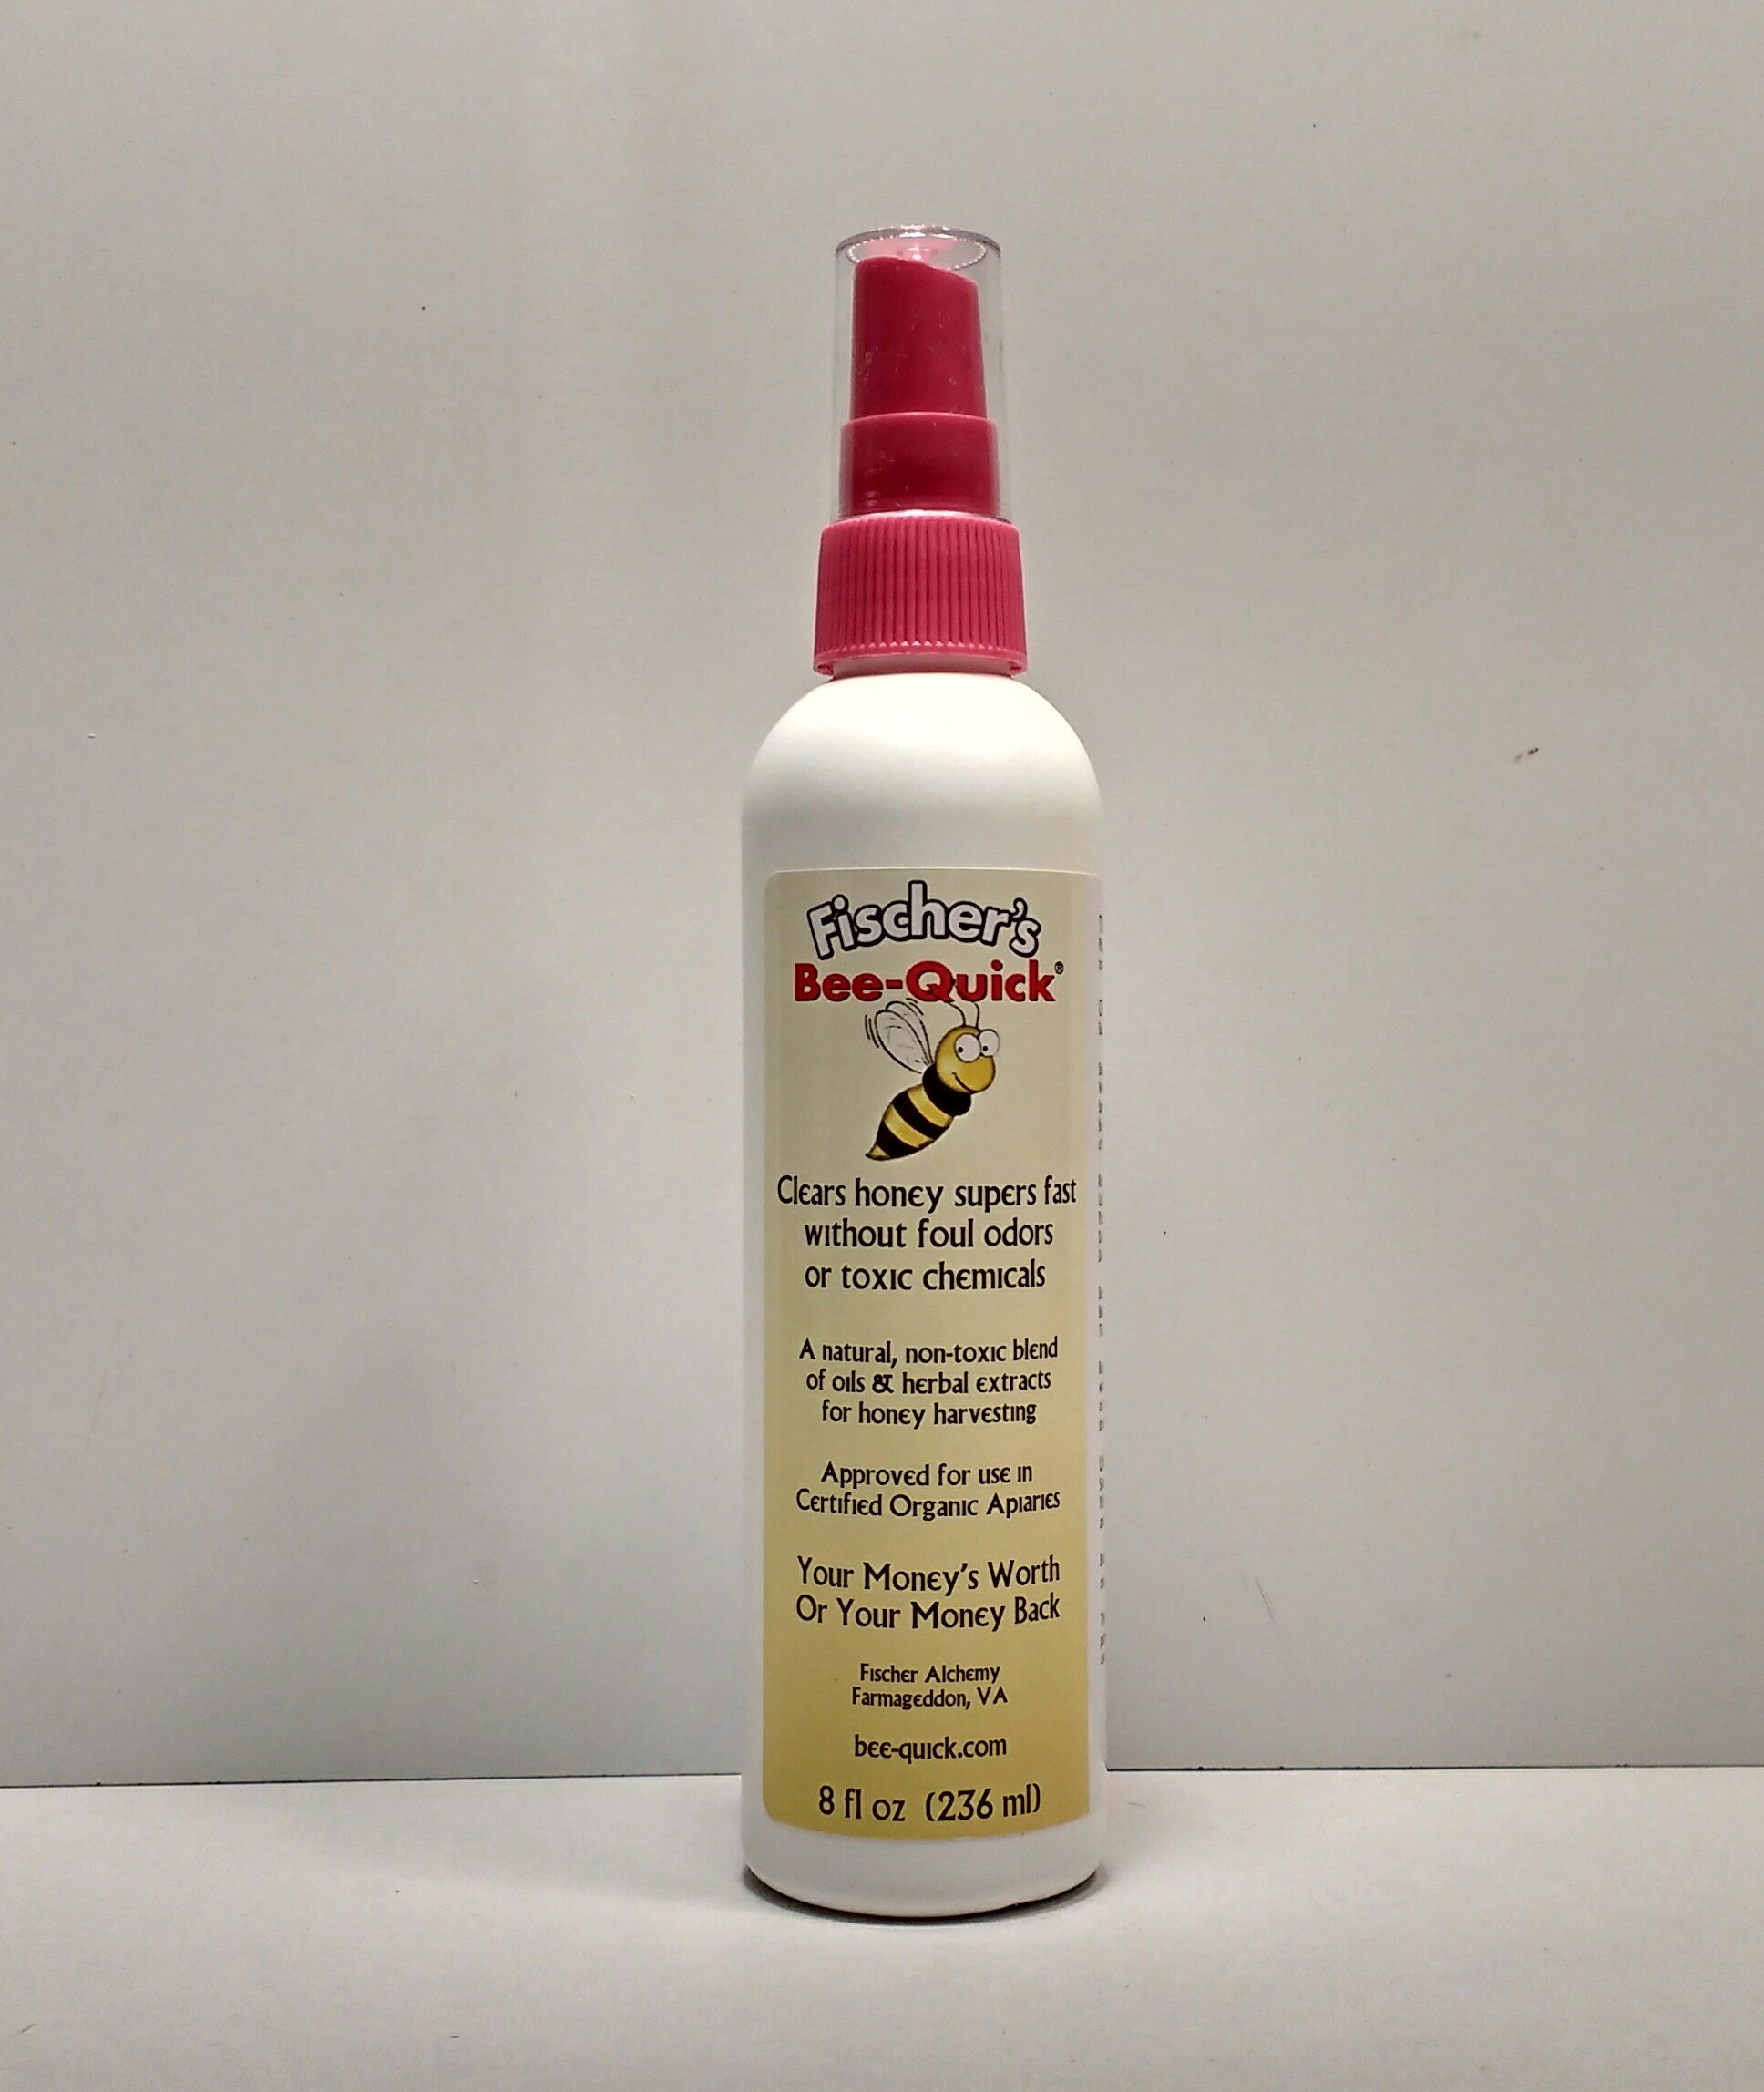 Fischer's
Bee-Quick®
Clears honey supers fast
without foul odors
or toxic chemicals
A natural, non-toxic blend
of oils & herbal extracts
for honey harvesting
Approved for use in
Certified Organic Apiaries
Your Money's Worth
Or Your Money Back
Fischer Alchemy
Farmageddon, VA
bee-quick.com
8 fl oz (236 ml)